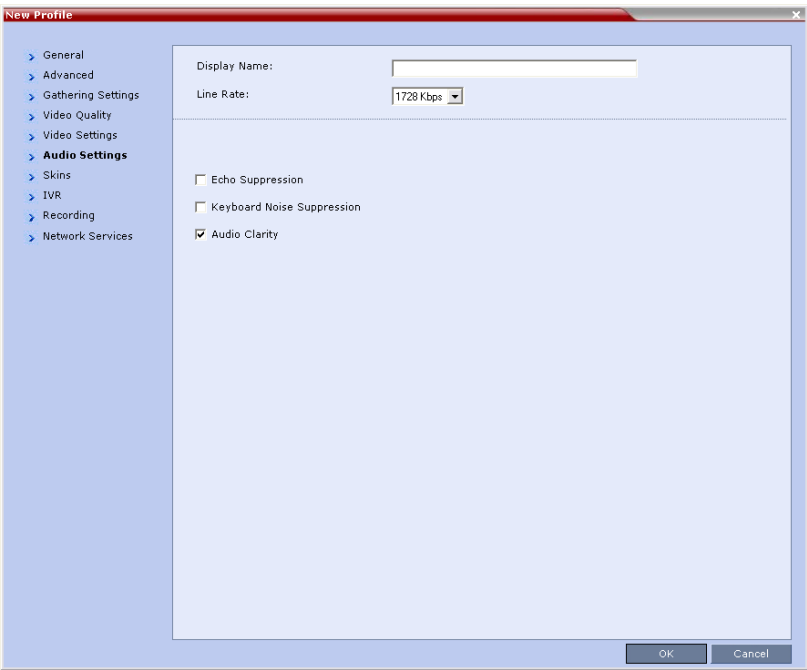 New Profile
General
Advanced
Gathering Settings
Video Quality
Video Settings
Audio Settings
Skins
IVR
Recording
Network Services
Display Name:
Line Rate:
1728 Kbps
Echo Suppression
Keyboard Noise Suppression
Audio Clarity
OK
Cancel